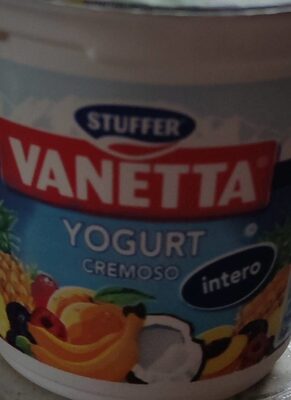 STUFFER
VANETTA®
YOGURT
CREMOSO
intero